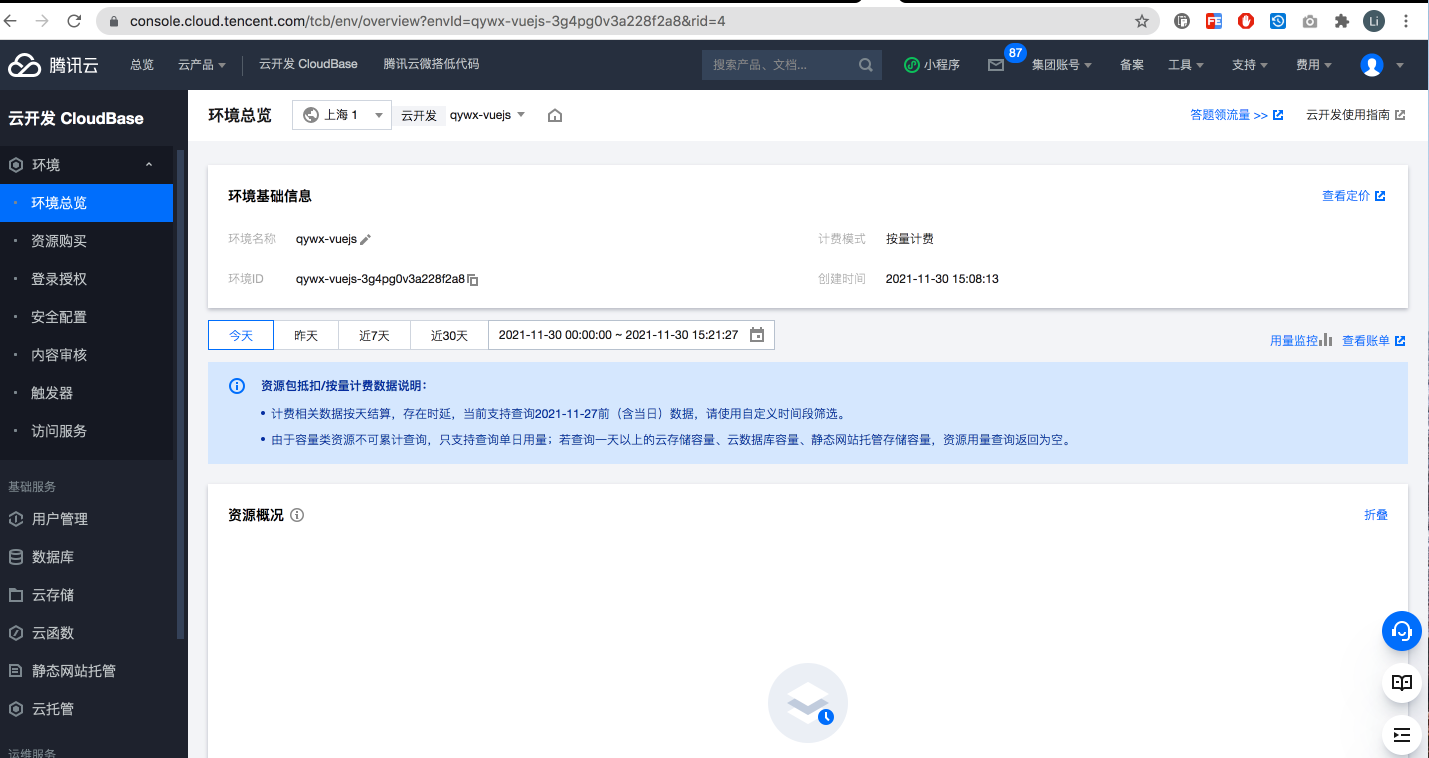 console.cloud.tencent.com/tcb/env/overview?envId=qywx-vuejs-3g4pg0v3a228f2a8&rid=4
FE
Li
腾讯云 总览 云产品 云开发 CloudBase 腾讯云微搭低代码 搜索产品、文档... 小程序 87 集团账号 备案 工具 支持 费用
云开发 CloudBase
环境
环境总览
资源购买
登录授权
安全配置
内容审核
触发器
访问服务
基础服务
用户管理
数据库
云存储
云函数
静态网站托管
云托管
运维服务
环境总览 上海 1 云开发 qywx-vuejs 答题领流量 >> 云开发使用指南
环境基础信息 查看定价
环境名称 qywx-vuejs 计费模式 按量计费
环境ID qywx-vuejs-3g4pg0v3a228f2a8 创建时间 2021-11-30 15:08:13
今天 昨天 近7天 近30天 2021-11-30 00:00:00 ~ 2021-11-30 15:21:27 用量监控 查看账单
资源包抵扣/按量计费数据说明：
• 计费相关数据按天结算，存在时延，当前支持查询2021-11-27前（含当日）数据，请使用自定义时间段筛选。
• 由于容量类资源不可累计查询，只支持查询单日用量；若查询一天以上的云存储容量、云数据库容量、静态网站托管存储容量，资源用量查询返回为空。
资源概况 折叠